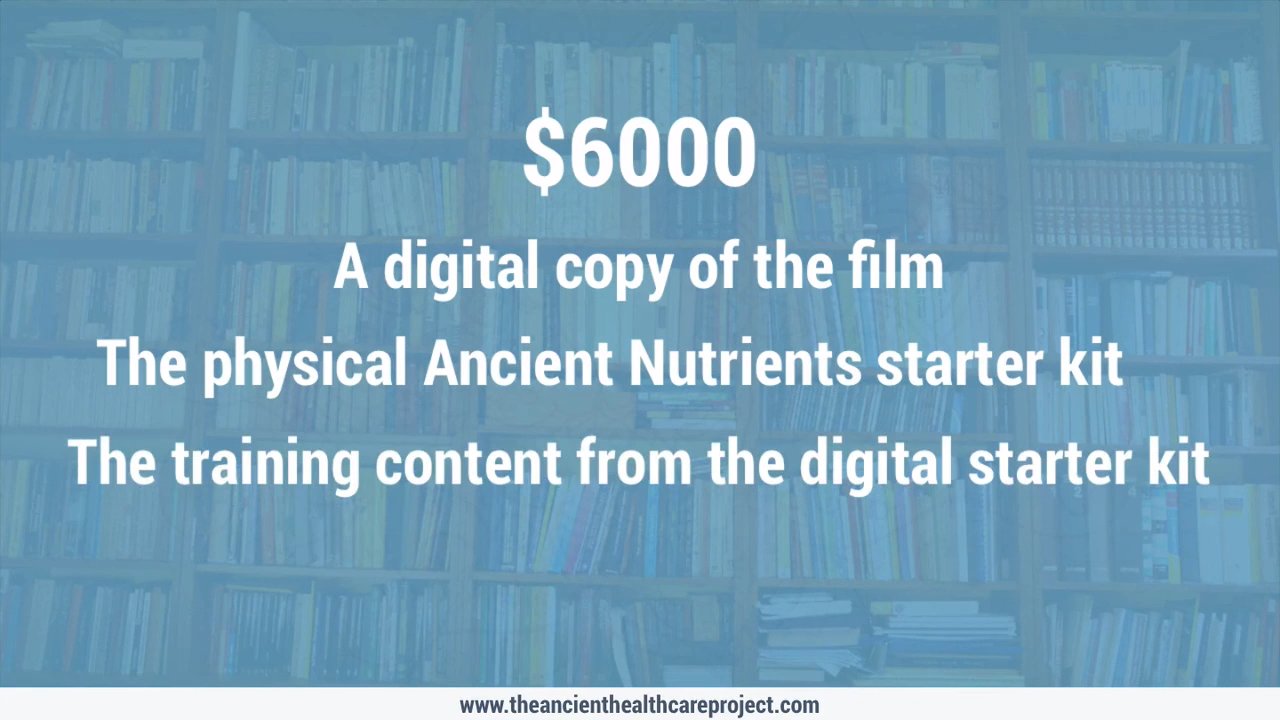 $6000
A digital copy of the film
The physical Ancient Nutrients starter kit
The training content from the digital starter kit
www.theancienthealthcareproject.com